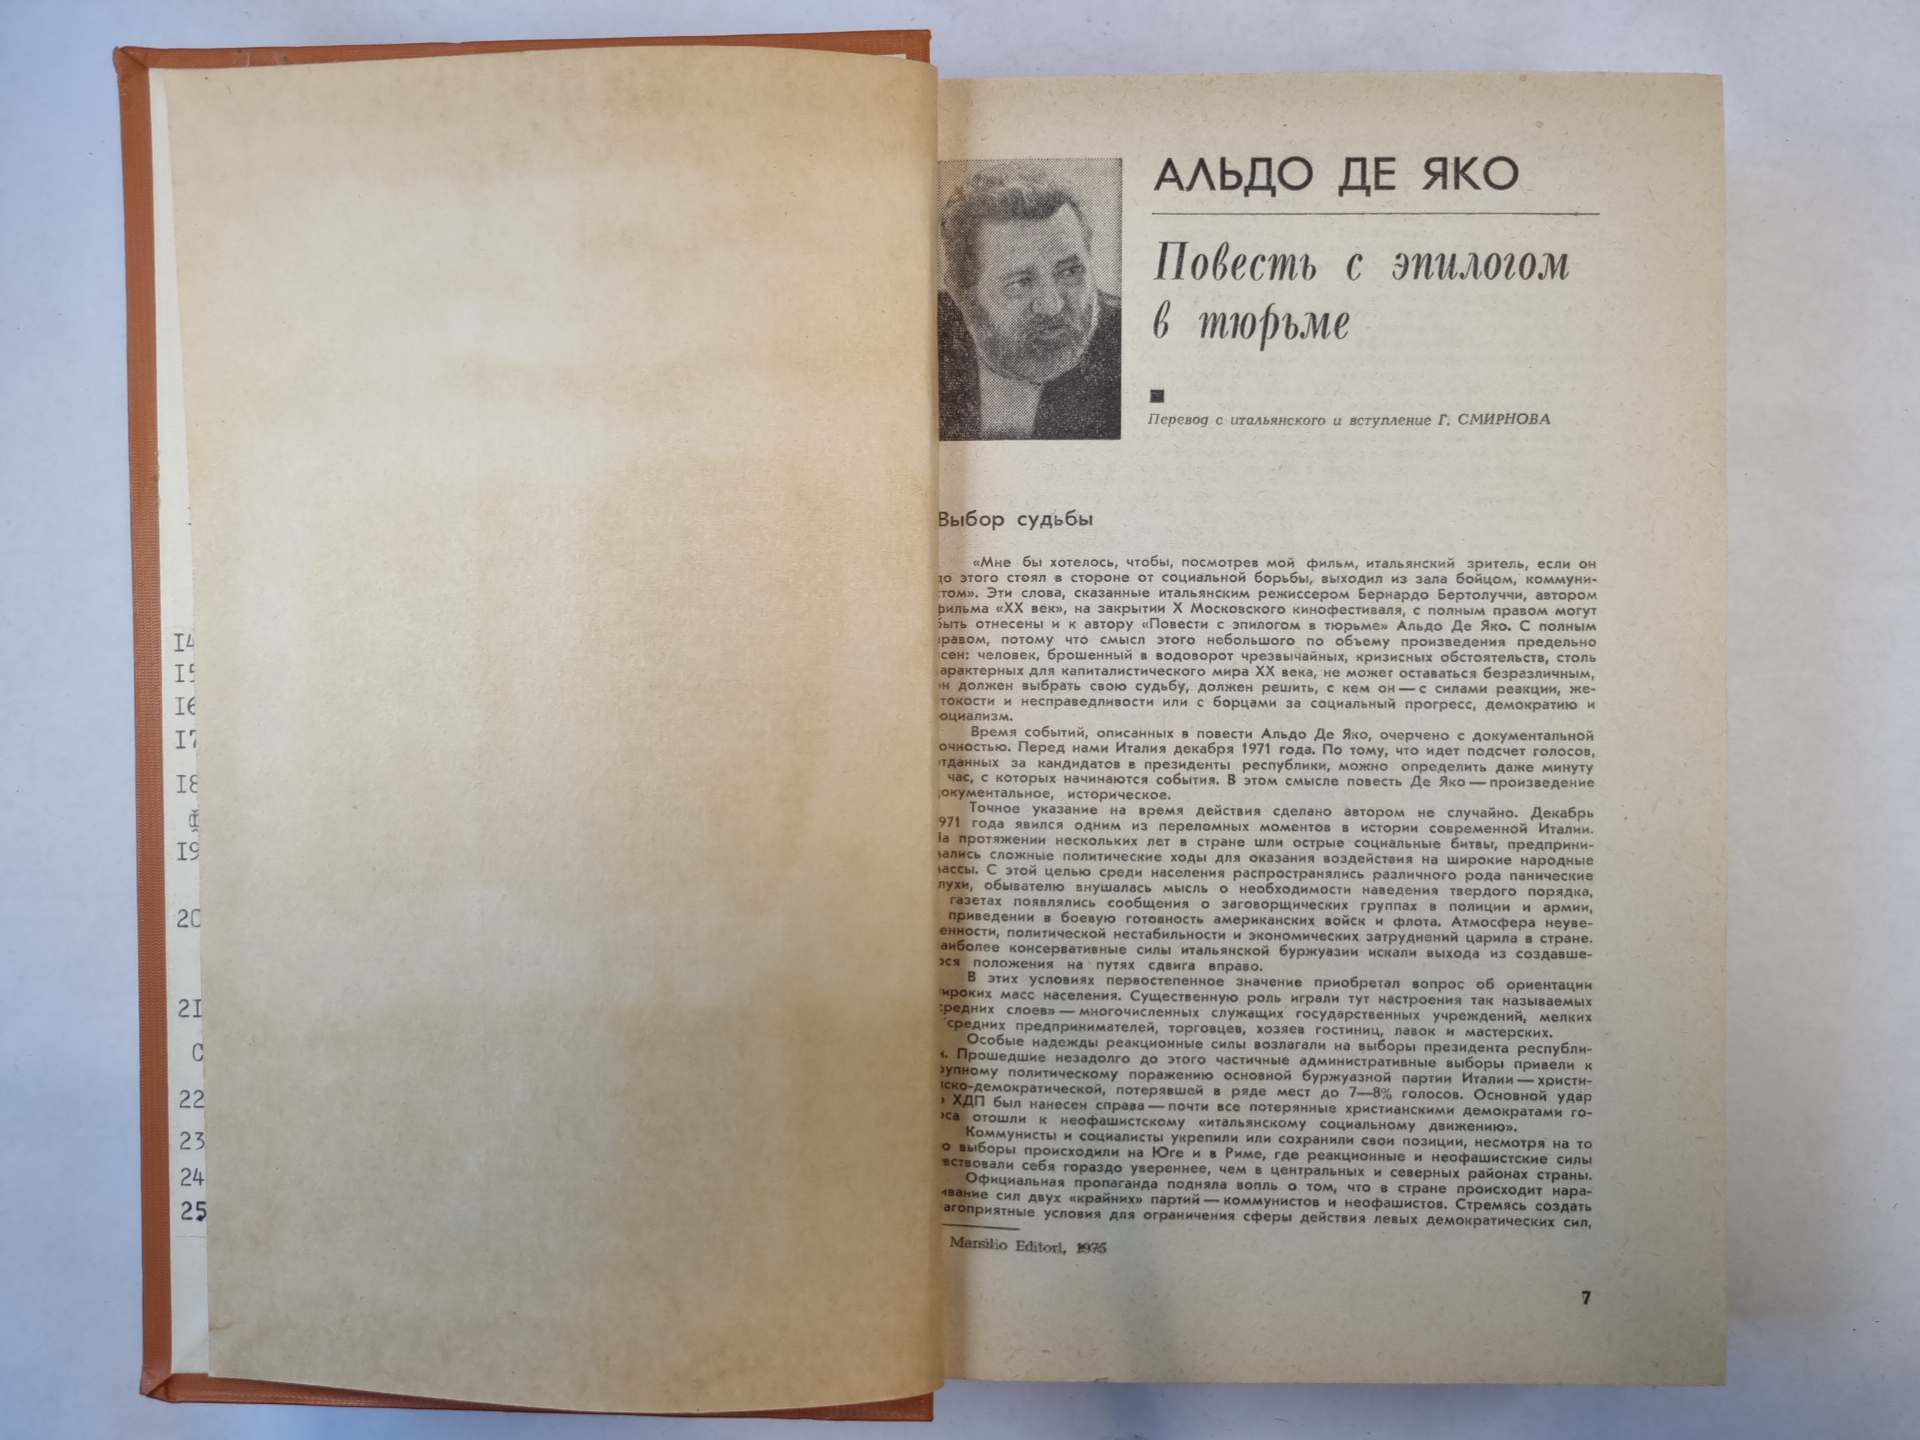 14
15
16
17
18
19
20
21
С
22
23
24
25
АЛЬДО ДЕ ЯКО
Повесть с эпилогом
в тюрьме
Перевод с итальянского и вступление Г. СМИРНОВА
Выбор судьбы
«Мне бы хотелось, чтобы, посмотрев мой фильм, итальянский зритель, если он
до этого стоял в стороне от социальной борьбы, выходил из зала бойцом, коммуни-
стом». Эти слова, сказанные итальянским режиссером Бернардо Бертолуччи, автором
фильма «XX век», на закрытии X Московского кинофестиваля, с полным правом могут
быть отнесены и к автору «Повести с эпилогом в тюрьме» Альдо Де Яко. С полным
правом, потому что смысл этого небольшого по объему произведения предельно
ясен: человек, брошенный в водоворот чрезвычайных, кризисных обстоятельств, столь
характерных для капиталистического мира XX века, не может оставаться безразличным,
он должен выбрать свою судьбу, должен решить, с кем он — с силами реакции, же-
стокости и несправедливости или с борцами за социальный прогресс, демократию и
социализм.
Время событий, описанных в повести Альдо Де Яко, очерчено с документальной
точностью. Перед нами Италия декабря 1971 года. По тому, что идет подсчет голосов,
отданных за кандидатов в президенты республики, можно определить даже минуту
час, с которых начинаются события. В этом смысле повесть Де Яко — произведение
документальное, историческое.
Точное указание на время действия сделано автором не случайно. Декабрь
1971 года явился одним из переломных моментов в истории современной Италии.
На протяжении нескольких лет в стране шли острые социальные битвы, предприни-
мались сложные политические ходы для оказания воздействия на широкие народные
массы. С этой целью среди населения распространялись различного рода панические
слухи, обывателю внушалась мысль о необходимости наведения твердого порядка,
газетах появлялись сообщения о заговорщических группах в полиции и армии,
приведении в боевую готовность американских войск и флота. Атмосфера неуве-
ренности, политической нестабильности и экономических затруднений царила в стране.
Наиболее консервативные силы итальянской буржуазии искали выхода из создавше-
гося положения на путях сдвига вправо.
В этих условиях первостепенное значение приобретал вопрос об ориентации
широких масс населения. Существенную роль играли тут настроения так называемых
«средних слоев» — многочисленных служащих государственных учреждений, мелких
средних предпринимателей, торговцев, хозяев гостиниц, лавок и мастерских.
Особые надежды реакционные силы возлагали на выборы президента республи-
ки. Прошедшие незадолго до этого частичные административные выборы привели к
крупному политическому поражению основной буржуазной партии Италии — христи-
анско-демократической, потерявшей в ряде мест до 7—8% голосов. Основной удар
по ХДП был нанесен справа — почти все потерянные христианскими демократами го-
лоса отошли к неофашистскому «итальянскому социальному движению».
Коммунисты и социалисты укрепили или сохранили свои позиции, несмотря на то
что выборы происходили на Юге и в Риме, где реакционные и неофашистские силы
чувствовали себя гораздо увереннее, чем в центральных и северных районах страны.
Официальная пропаганда подняла вопль о том, что в стране происходит нара-
щивание сил двух «крайних» партий — коммунистов и неофашистов. Стремясь создать
благоприятные условия для ограничения сферы действия левых демократических сил,
Marsilio Editori, 1975
7